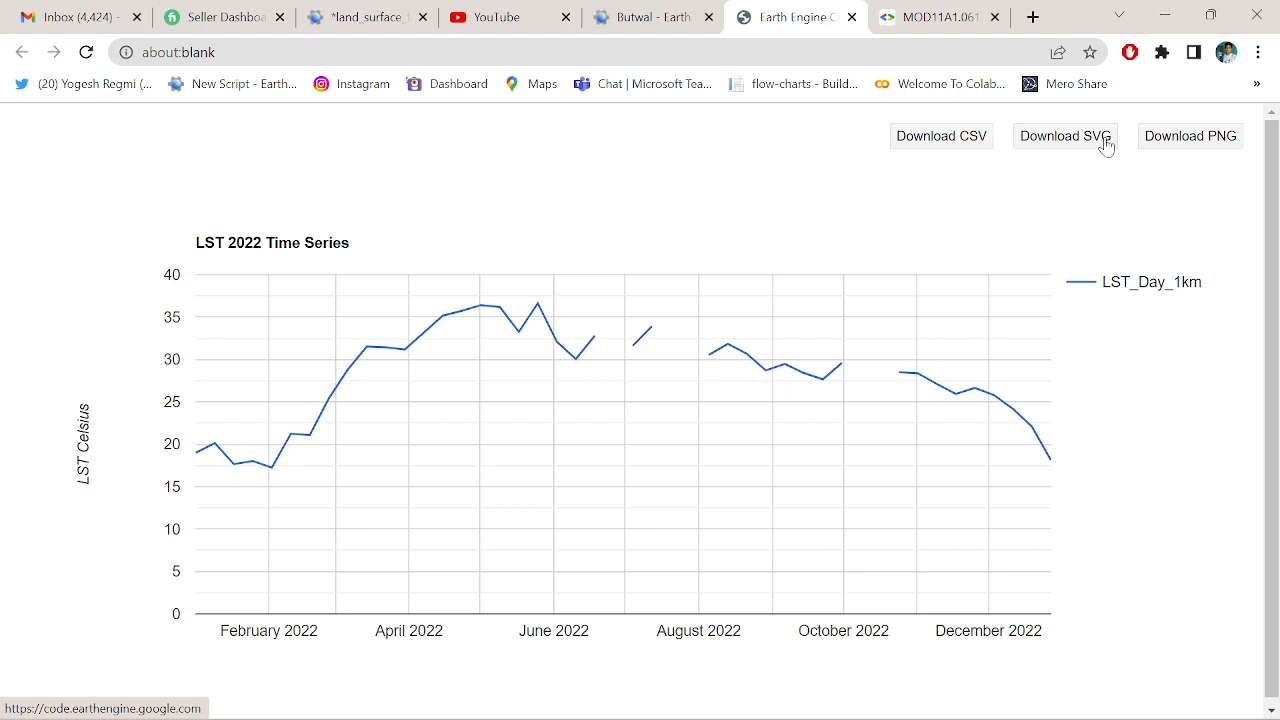 Inbox (4,424) -
Seller Dashboa
*land_surface_t
YouTube
Butwal - Earth
Earth Engine C
MOD11A1.061
about:blank
(20) Yogesh Regmi (...
New Script - Earth...
Instagram
Dashboard
Maps
Chat | Microsoft Tea...
flow-charts - Build...
Welcome To Colab...
Mero Share
»
Download CSV
Download SVG
Download PNG
LST 2022 Time Series
LST_Day_1km
LST Celsius
40
35
30
25
20
15
10
5
0
February 2022
April 2022
June 2022
August 2022
October 2022
December 2022
https://code.earthengine.google.com